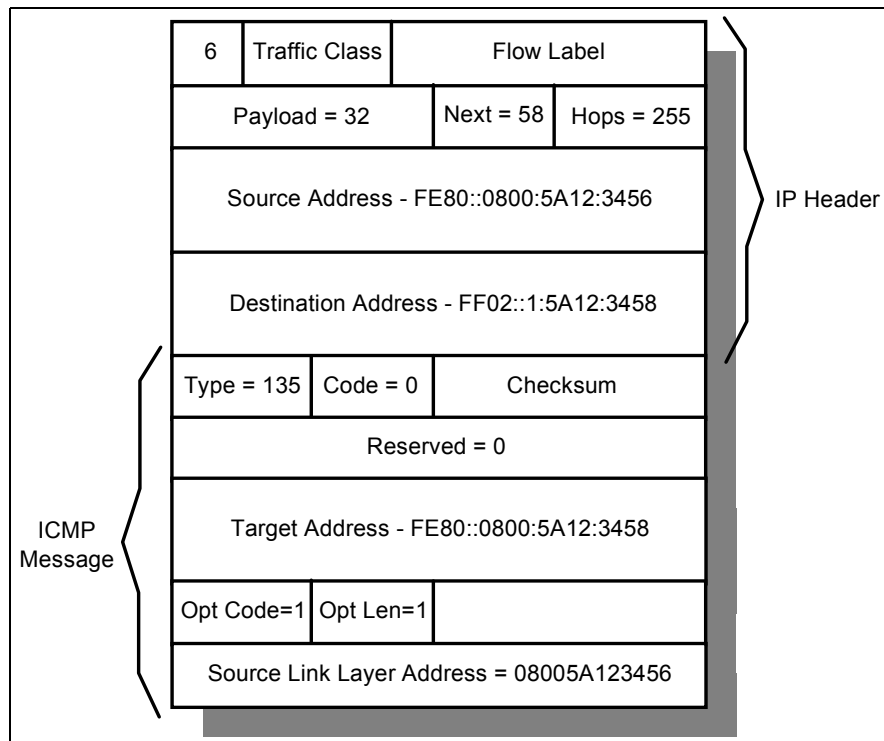 6 Traffic Class Flow Label
Payload = 32 Next = 58 Hops = 255
Source Address - FE80::0800:5A12:3456
IP Header
Destination Address - FF02::1:5A12:3458
Type = 135 Code = 0 Checksum
Reserved = 0
Target Address - FE80::0800:5A12:3458
ICMP
Message
Opt Code=1 Opt Len=1
Source Link Layer Address = 08005A123456